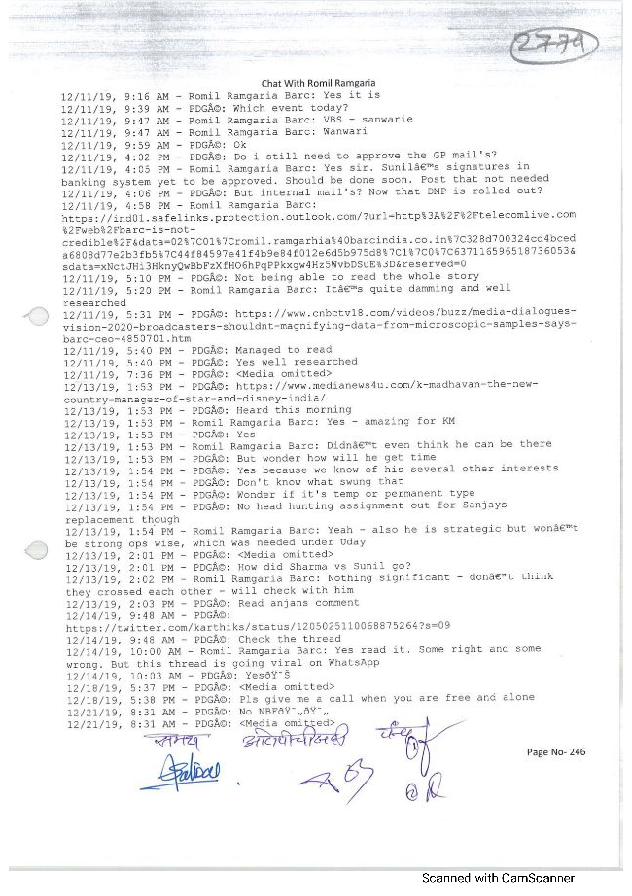 2779
Chat With Romil Ramgaria
12/11/19, 9:16 AM - Romil Ramgaria Barc: Yes it is
12/11/19, 9:39 AM - PDGÂ©: Which event today?
12/11/19, 9:47 AM - Romil Ramgaria Barc: VBS - sanwarie
12/11/19, 9:47 AM - Romil Ramgaria Barc: Wanwari
12/11/19, 9:59 AM - PDGÂ©: Ok
12/11/19, 4:02 PM - PDGÂ©: Do i still need to approve the GP mail's?
12/11/19, 4:05 PM - Romil Ramgaria Barc: Yes sir. Sunilâ€™s signatures in
banking system yet to be approved. Should be done soon. Post that not needed
12/11/19, 4:06 PM - PDGÂ©: But internal mail's? Now that DNP is rolled out?
12/11/19, 4:58 PM - Romil Ramgaria Barc:
https://ind01.safelinks.protection.outlook.com/?url=http%3A%2F%2Ftelecomlive.com
%2Fweb%2Fbarc-is-not-
credible%2F&data=02%7C01%7Cromil.ramgarhia%40barcindia.co.in%7C328d700324cc4bced
a6808d77e2b3fb5%7C44f84597e41f4b9e84f012e6d5b975d8%7C1%7C0%7C637116596518736053&
sdata=xNctJHi3HknyQwBbFzXfHO6hPqPPkxgw4Hz5WvbDStE%3D&reserved=0
12/11/19, 5:10 PM - PDGÂ©: Not being able to read the whole story
12/11/19, 5:20 PM - Romil Ramgaria Barc: Itâ€™s quite damning and well
researched
12/11/19, 5:31 PM - PDGÂ©: https://www.cnbctv18.com/videos/buzz/media-dialogues-
vision-2020-broadcasters-shouldnt-magnifying-data-from-microscopic-samples-says-
barc-ceo-4850701.htm
12/11/19, 5:40 PM - PDGÂ©: Managed to read
12/11/19, 5:40 PM - PDGÂ©: Yes well researched
12/11/19, 7:36 PM - PDGÂ©: <Media omitted>
12/13/19, 1:53 PM - PDGÂ©: https://www.medianews4u.com/k-madhavan-the-new-
country-manager-of-star-and-disney-india/
12/13/19, 1:53 PM - PDGÂ©: Heard this morning
12/13/19, 1:53 PM - Romil Ramgaria Barc: Yes - amazing for KM
12/13/19, 1:53 PM - PDGÂ©: Yes
12/13/19, 1:53 PM - Romil Ramgaria Barc: Didnâ€™t even think he can be there
12/13/19, 1:53 PM - PDGÂ©: But wonder how will he get time
12/13/19, 1:54 PM - PDGÂ©: Yes because we know of his several other interests
12/13/19, 1:54 PM - PDGÂ©: Don't know what swung that
12/13/19, 1:54 PM - PDGÂ©: Wonder if it's temp or permanent type
12/13/19, 1:54 PM - PDGÂ©: No head hunting assignment out for Sanjays
replacement though
12/13/19, 1:54 PM - Romil Ramgaria Barc: Yeah - also he is strategic but wonâ€™t
be strong ops wise, which was needed under Uday
12/13/19, 2:01 PM - PDGÂ©: <Media omitted>
12/13/19, 2:01 PM - PDGÂ©: How did Sharma vs Sunil go?
12/13/19, 2:02 PM - Romil Ramgaria Barc: Nothing significant - donâ€™t think
they crossed each other - will check with him
12/13/19, 2:03 PM - PDGÂ©: Read anjans comment
12/14/19, 9:48 AM - PDGÂ©:
https://twitter.com/karthiks/status/1205025110068875264?s=09
12/14/19, 9:48 AM - PDGÂ©: Check the thread
12/14/19, 10:00 AM - Romil Ramgaria Barc: Yes read it. Some right and some
wrong. But this thread is going viral on WhatsApp
12/14/19, 10:03 AM - PDGÂ©: YesðŸ˜Š
12/18/19, 5:37 PM - PDGÂ©: <Media omitted>
12/18/19, 5:38 PM - PDGÂ©: Pls give me a call when you are free and alone
12/21/19, 8:31 AM - PDGÂ©: No NBF
12/21/19, 8:31 AM - PDGÂ©: <Media omitted>
समक्ष
Page No- 246
Scanned with CamScanner